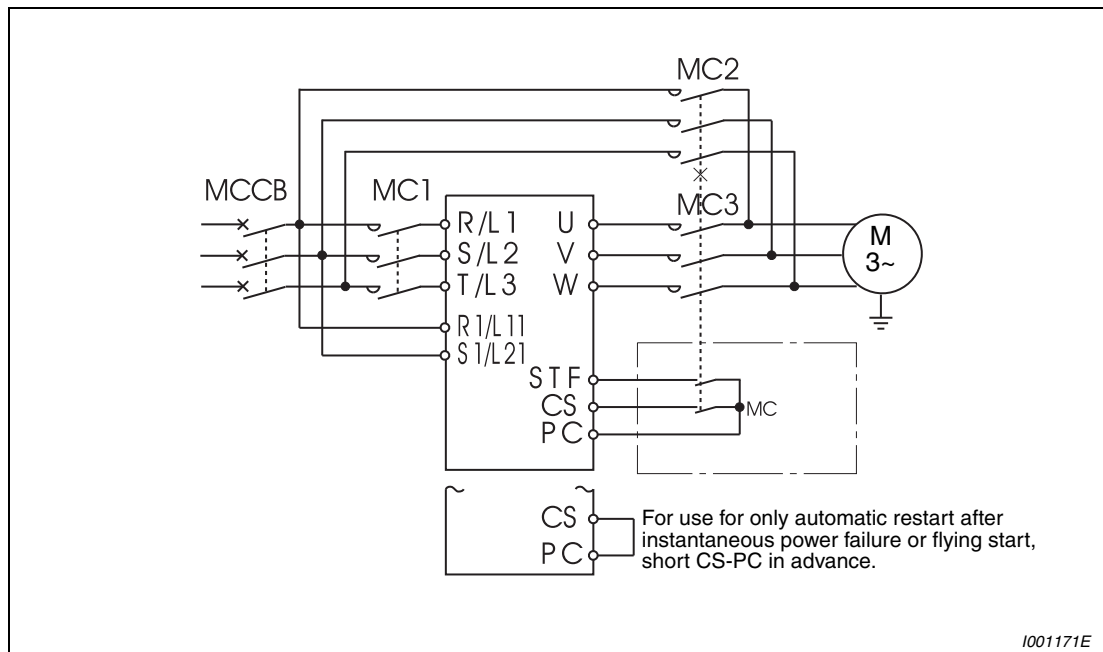 MC2
MCCB
MC1
MC3
R/L1
U
S/L2
V
T/L3
W
M
3~
R1/L11
S1/L21
STF
CS
MC
PC
CS
PC
For use for only automatic restart after
instantaneous power failure or flying start,
short CS-PC in advance.
I001171E